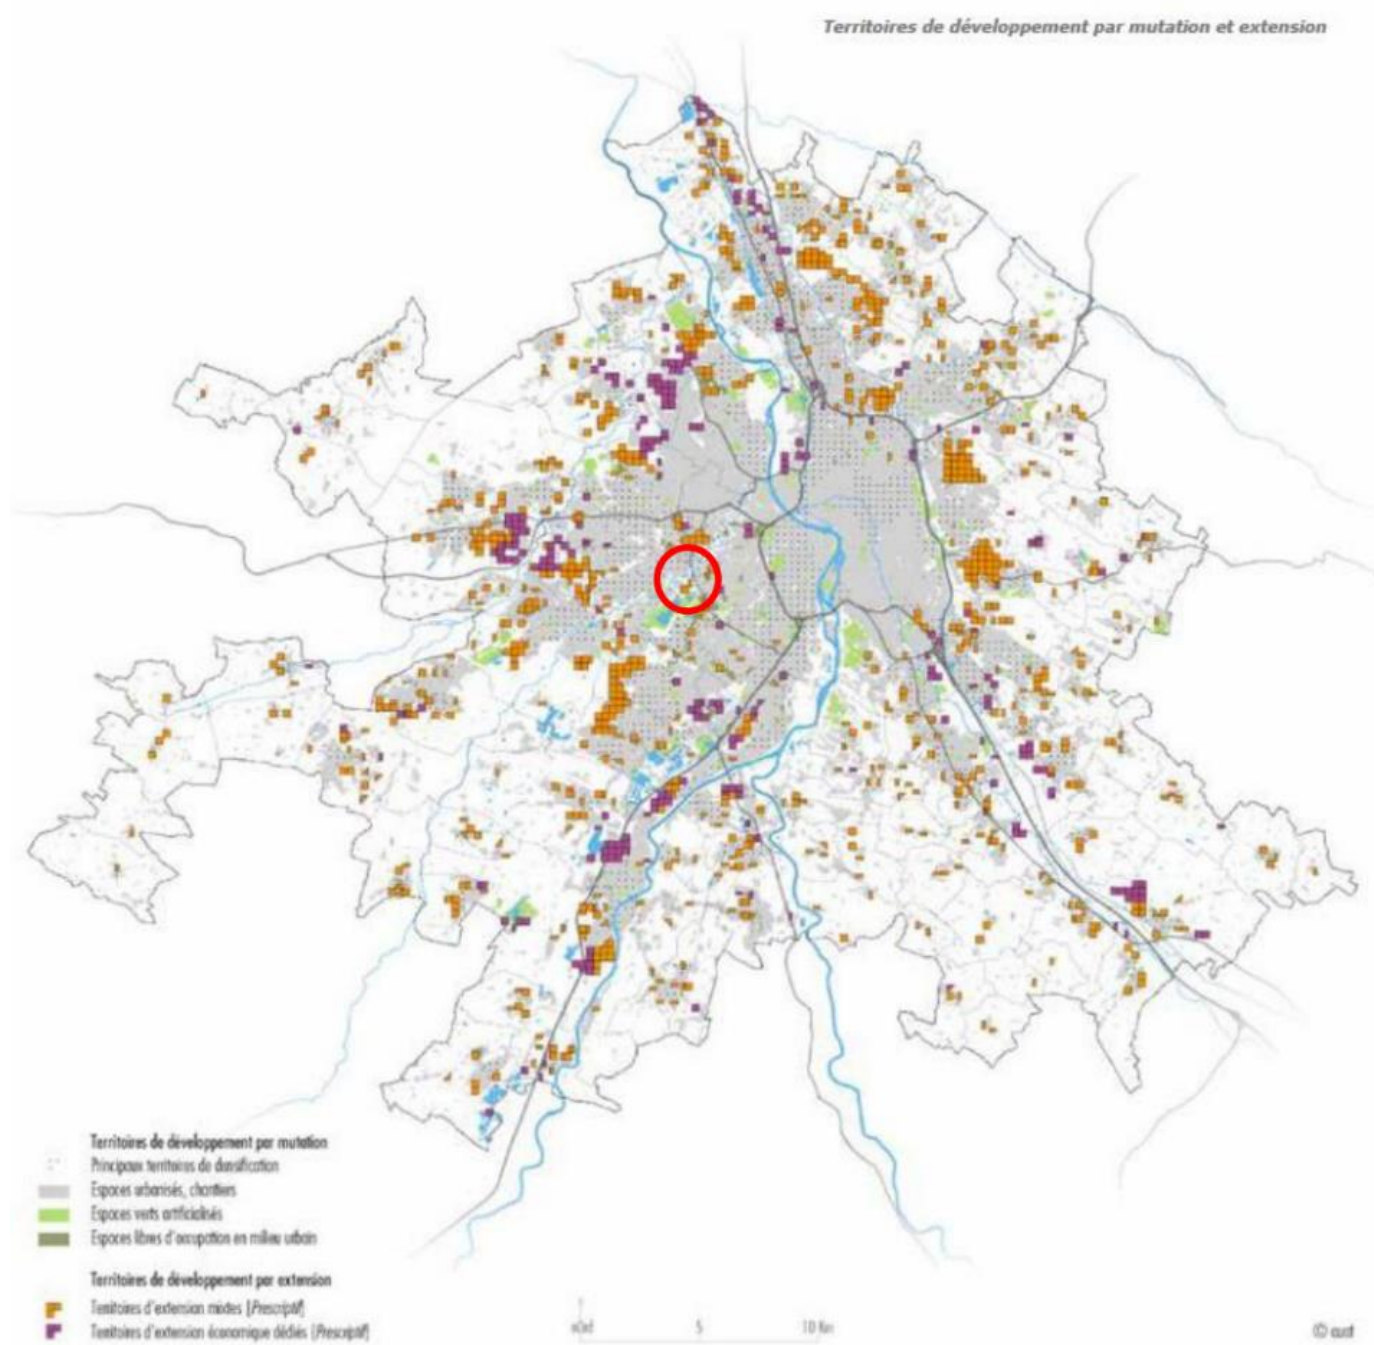 Territoires de développement par mutation et extension
Territoires de développement par mutation
Principaux territoires de densification
Espaces urbanisés, chantiers
Espaces verts artificialisés
Espaces libres d'occupation en milieu urbain
Territoires de développement par extension
Territoires d'extension mixtes (Prescriptif)
Territoires d'extension économique dédiés (Prescriptif)
nord 5 10 Km
© auat